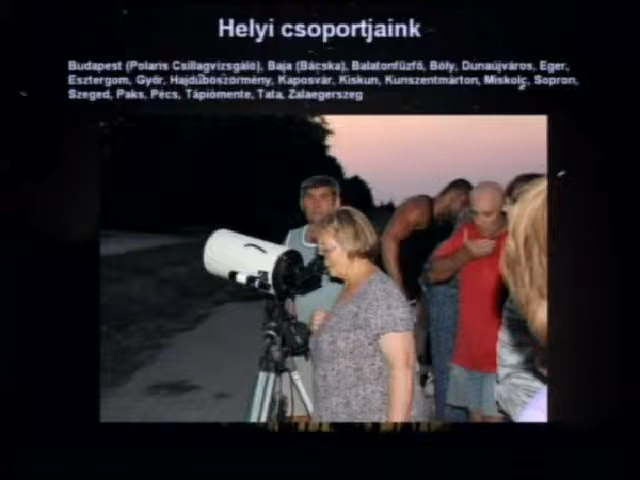 Helyi csoportjaink
Budapest (Polaris Csillagvizsgáló), Baja (Bácska), Balatonfűzfő, Bóly, Dunaújváros, Eger,
Esztergom, Győr, Hajdúböszörmény, Kaposvár, Kiskun, Kunszentmárton, Miskolc, Sopron,
Szeged, Paks, Pécs, Tápiómente, Tata, Zalaegerszeg